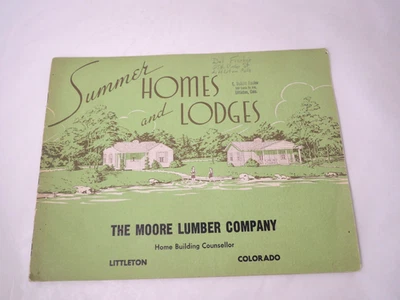 Summer
HOMES
and LODGES
THE MOORE LUMBER COMPANY
Home Building Counsellor
LITTLETON COLORADO